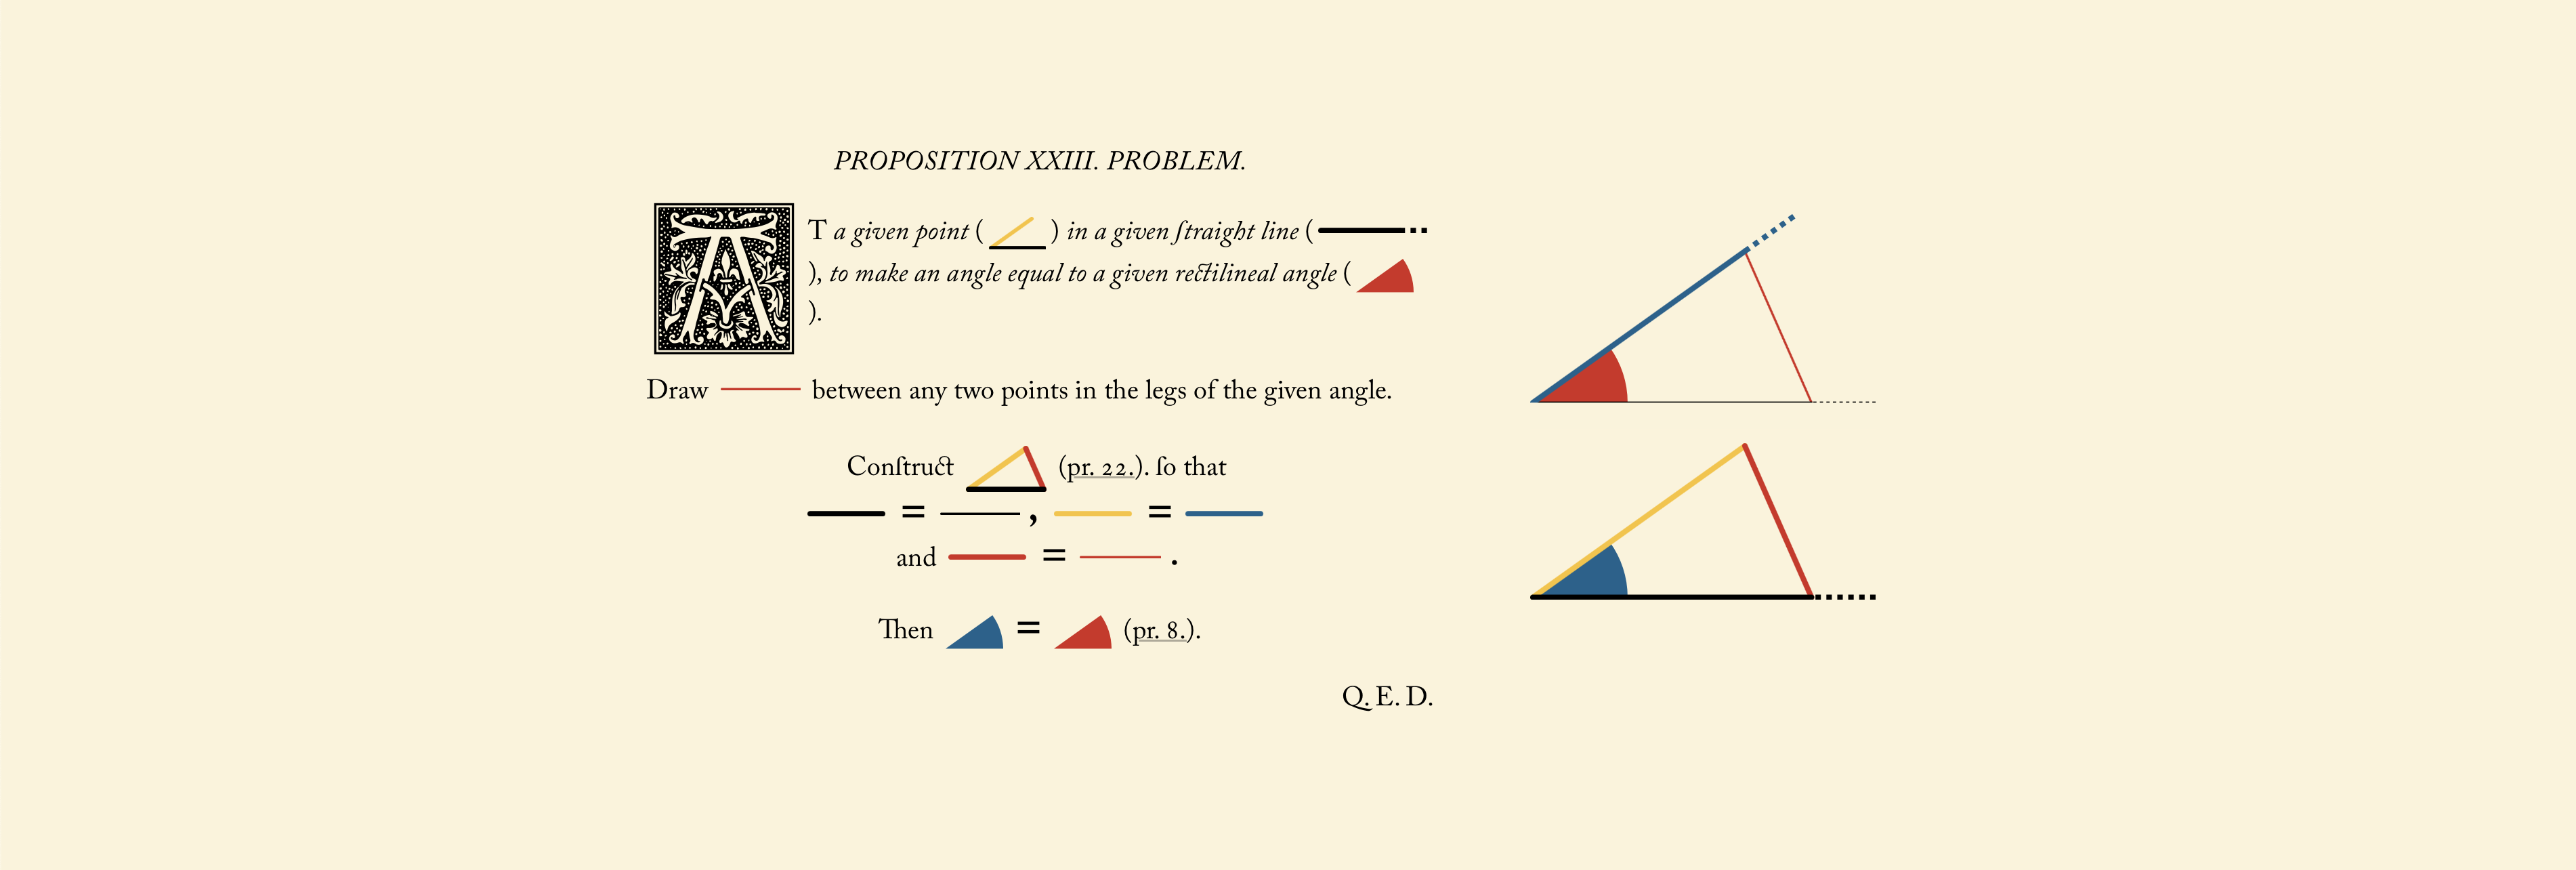 PROPOSITION XXIII. PROBLEM.
AT a given point ( ) in a given ſtraight line (
), to make an angle equal to a given rectilineal angle (
).
Draw between any two points in the legs of the given angle.
Conſtruct (pr. 22.). ſo that
= , =
and = .
Then = (pr. 8.).
Q. E. D.